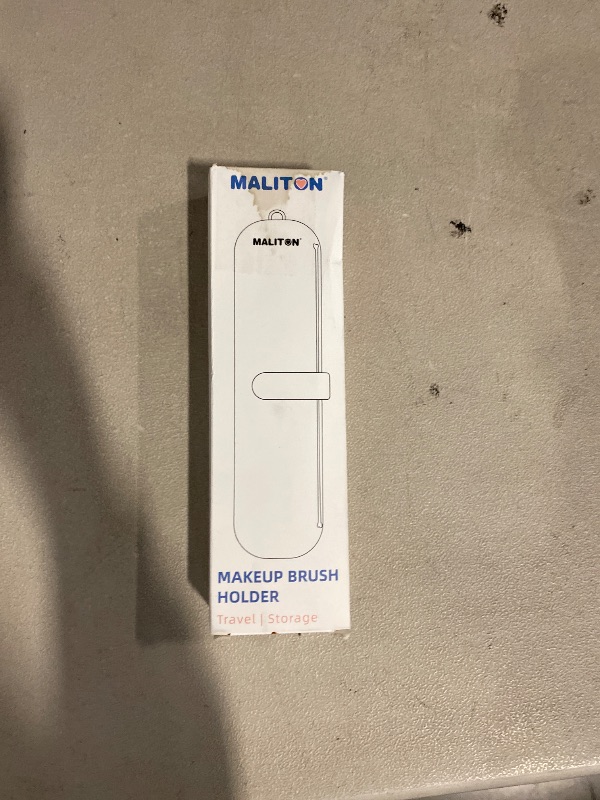 MALITON
MALITON
MAKEUP BRUSH
HOLDER
Travel | Storage